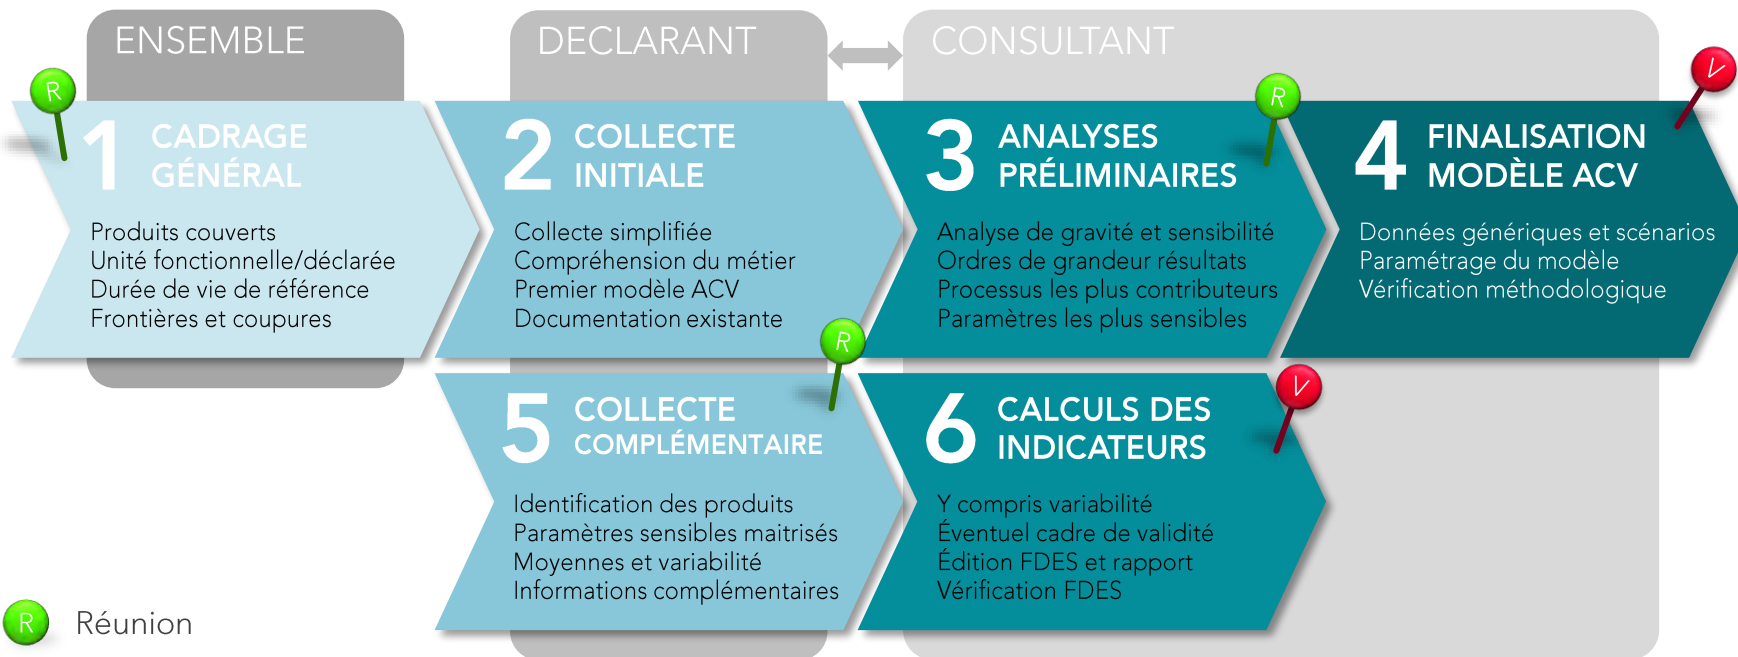 ENSEMBLE
DECLARANT
CONSULTANT
R
R
V
1 CADRAGE
GÉNÉRAL
Produits couverts
Unité fonctionnelle/déclarée
Durée de vie de référence
Frontières et coupures
2 COLLECTE
INITIALE
Collecte simplifiée
Compréhension du métier
Premier modèle ACV
Documentation existante
3 ANALYSES
PRÉLIMINAIRES
Analyse de gravité et sensibilité
Ordres de grandeur résultats
Processus les plus contributeurs
Paramètres les plus sensibles
4 FINALISATION
MODÈLE ACV
Données génériques et scénarios
Paramétrage du modèle
Vérification méthodologique
R
V
5 COLLECTE
COMPLÉMENTAIRE
Identification des produits
Paramètres sensibles maitrisés
Moyennes et variabilité
Informations complémentaires
6 CALCULS DES
INDICATEURS
Y compris variabilité
Éventuel cadre de validité
Édition FDES et rapport
Vérification FDES
R Réunion